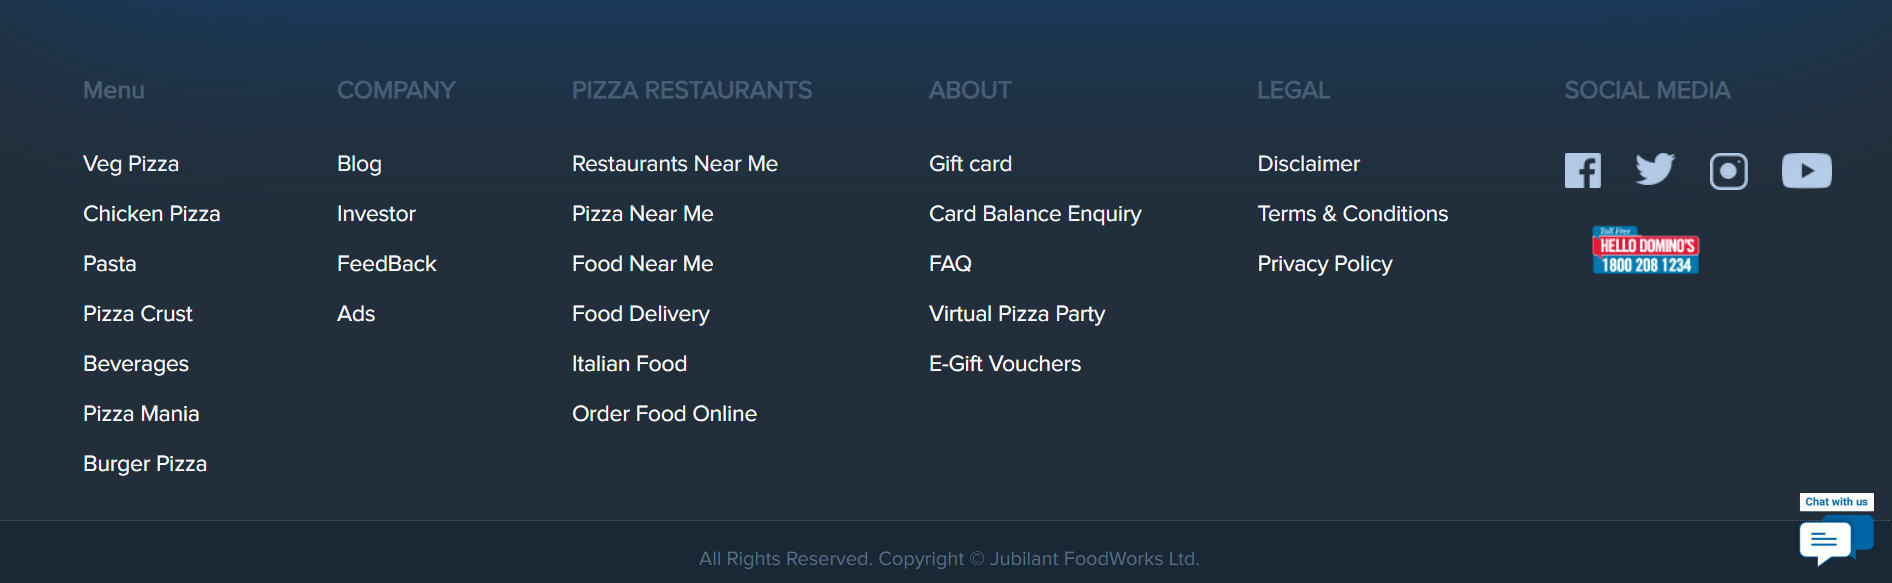 Menu
Veg Pizza
Chicken Pizza
Pasta
Pizza Crust
Beverages
Pizza Mania
Burger Pizza
COMPANY
Blog
Investor
FeedBack
Ads
PIZZA RESTAURANTS
Restaurants Near Me
Pizza Near Me
Food Near Me
Food Delivery
Italian Food
Order Food Online
ABOUT
Gift card
Card Balance Enquiry
FAQ
Virtual Pizza Party
E-Gift Vouchers
LEGAL
Disclaimer
Terms & Conditions
Privacy Policy
SOCIAL MEDIA
Toll Free
HELLO DOMINO'S
1800 208 1234
Chat with us
All Rights Reserved. Copyright © Jubilant FoodWorks Ltd.